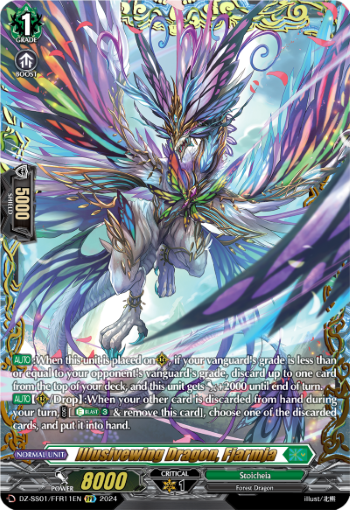 1
GRADE
BOOST
5000
SHIELD
AUTO:When this unit is placed on R, if your vanguard's grade is less than
or equal to your opponent's vanguard's grade, discard up to one card
from the top of your deck, and this unit gets +2000 until end of turn.
AUTO Drop]:When your other card is discarded from hand during
your turn, BLAST 3 & remove this card], choose one of the discarded
cards, and put it into hand.
NORMAL UNIT
Illusivewing Dragon, Fiarmia
POWER 8000
CRITICAL
1
Stoicheia
Forest Dragon
DZ-SS01/FFR11EN FFR 2024
illust/北熊